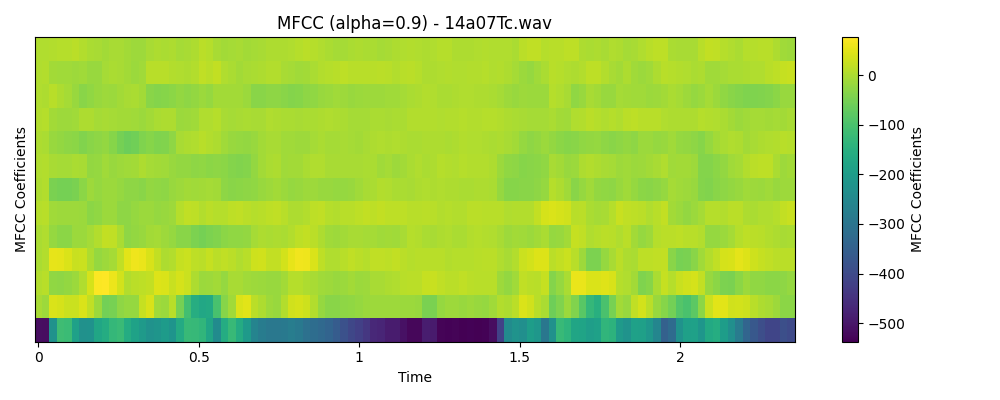 MFCC (alpha=0.9) - 14a07Tc.wav
MFCC Coefficients
0
0.5
1
1.5
2
Time
0
−100
−200
−300
−400
−500
MFCC Coefficients